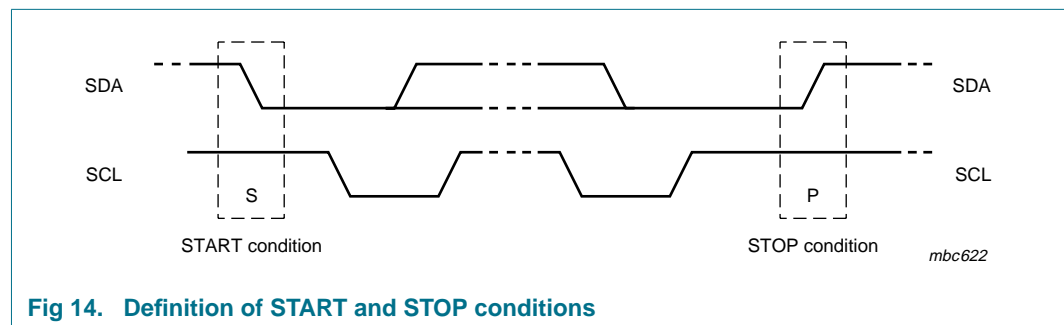 SDA
SDA
SCL
SCL
S
P
START condition
STOP condition
mbc622
Fig 14. Definition of START and STOP conditions